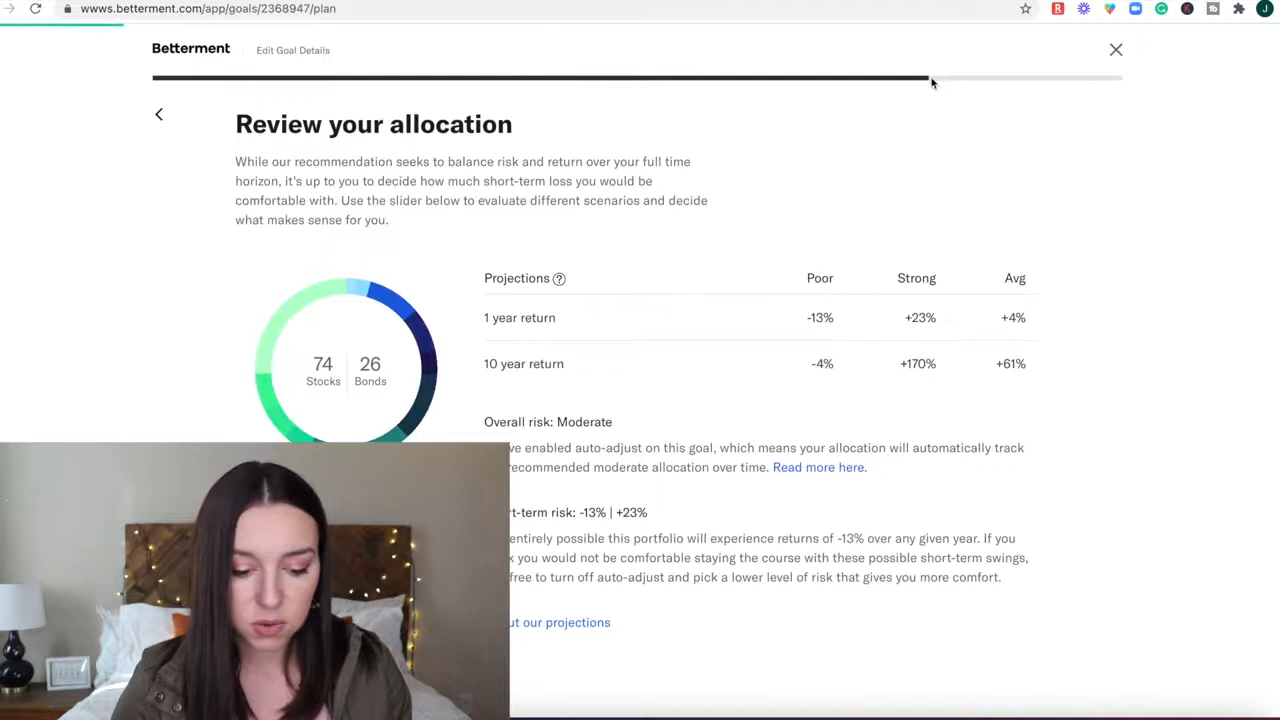 wwws.betterment.com/app/goals/2368947/plan
Betterment
Edit Goal Details
Review your allocation
While our recommendation seeks to balance risk and return over your full time
horizon, it's up to you to decide how much short-term loss you would be
comfortable with. Use the slider below to evaluate different scenarios and decide
what makes sense for you.
Projections ? Poor Strong Avg
1 year return -13% +23% +4%
10 year return -4% +170% +61%
74 26
Stocks Bonds
Overall risk: Moderate
ve enabled auto-adjust on this goal, which means your allocation will automatically track
recommended moderate allocation over time. Read more here.
t-term risk: -13% | +23%
entirely possible this portfolio will experience returns of -13% over any given year. If you
k you would not be comfortable staying the course with these possible short-term swings,
free to turn off auto-adjust and pick a lower level of risk that gives you more comfort.
ut our projections